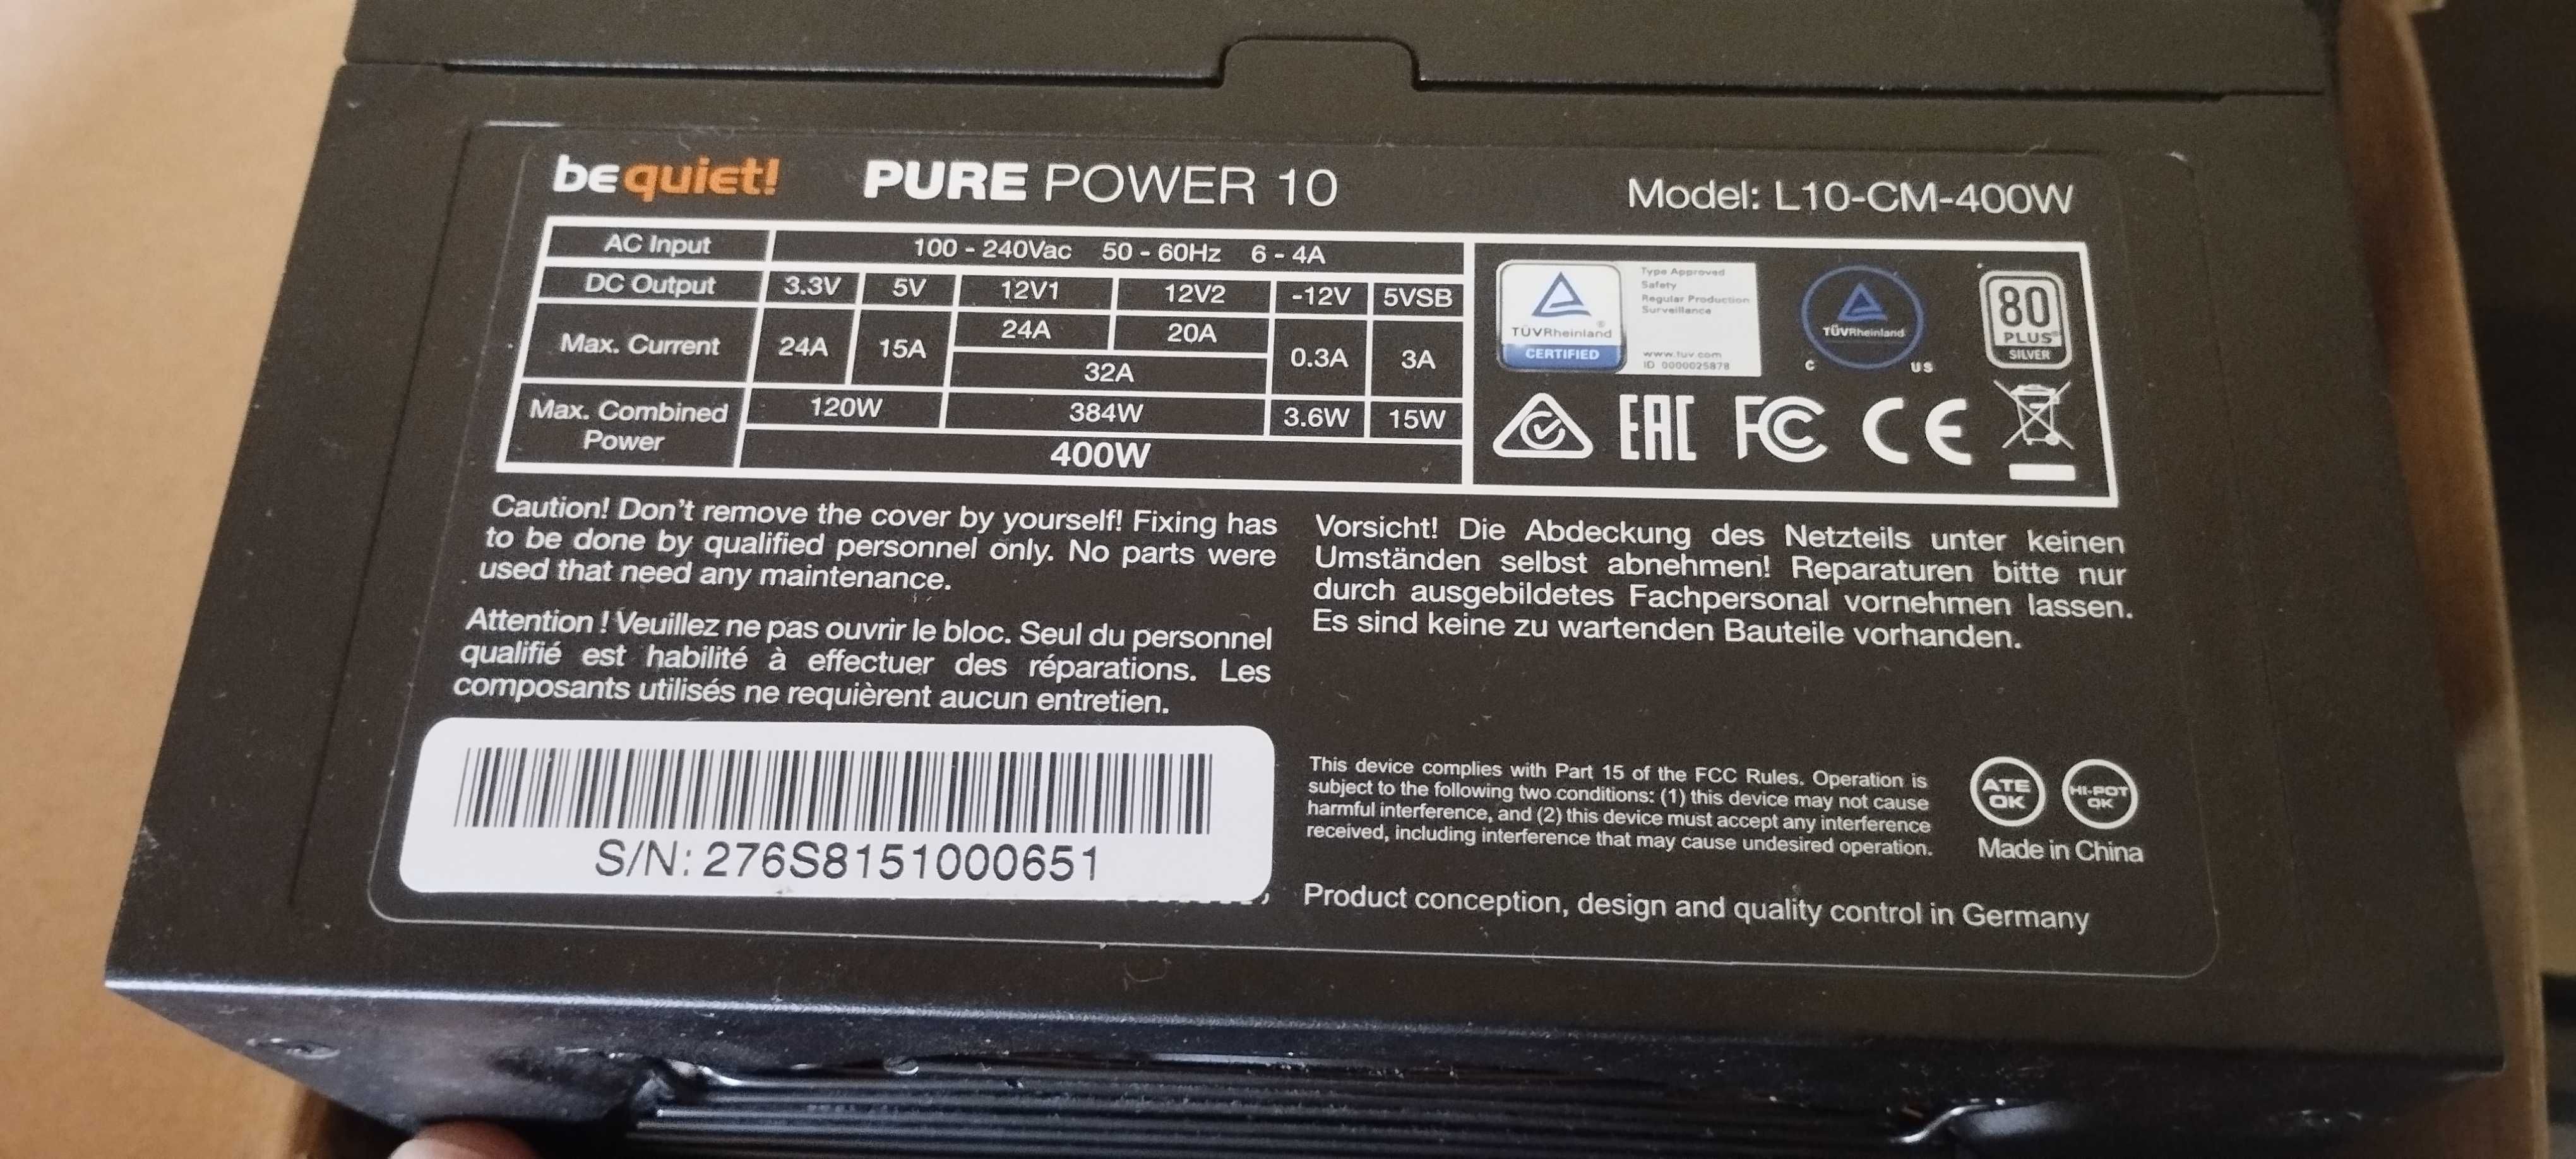 be quiet! PURE POWER 10 Model: L10-CM-400W
AC Input 100 - 240Vac 50 - 60Hz 6 - 4A
DC Output 3.3V 5V 12V1 12V2 -12V 5VSB
Max. Current 24A 15A 24A 20A 0.3A 3A
32A
Max. Combined Power 120W 384W 3.6W 15W
400W
Type Approved
Safety
Regular Production
Surveillance
www.tuv.com
ID 0000025878
TÜVRheinland®
CERTIFIED
TÜVRheinland
C US
80
PLUS®
SILVER
EAC FC CE
Caution! Don't remove the cover by yourself! Fixing has
to be done by qualified personnel only. No parts were
used that need any maintenance.
Attention ! Veuillez ne pas ouvrir le bloc. Seul du personnel
qualifié est habilité à effectuer des réparations. Les
composants utilisés ne requièrent aucun entretien.
Vorsicht! Die Abdeckung des Netzteils unter keinen
Umständen selbst abnehmen! Reparaturen bitte nur
durch ausgebildetes Fachpersonal vornehmen lassen.
Es sind keine zu wartenden Bauteile vorhanden.
S/N: 276S8151000651
This device complies with Part 15 of the FCC Rules. Operation is
subject to the following two conditions: (1) this device may not cause
harmful interference, and (2) this device must accept any interference
received, including interference that may cause undesired operation.
ATE
OK
HI-POT
OK
Made in China
Product conception, design and quality control in Germany